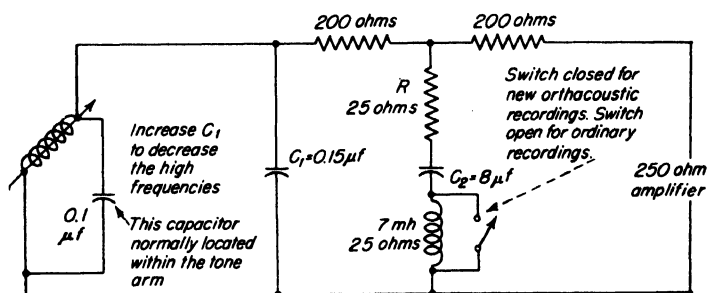 200 ohms
200 ohms
R
25 ohms
Switch closed for
new orthacoustic
recordings. Switch
open for ordinary
recordings.
Increase C1
to decrease
the high
frequencies
C1=0.15μf
C2=8μf
250 ohm
amplifier
0.1
μf
This capacitor
normally located
within the tone
arm
7 mh
25 ohms